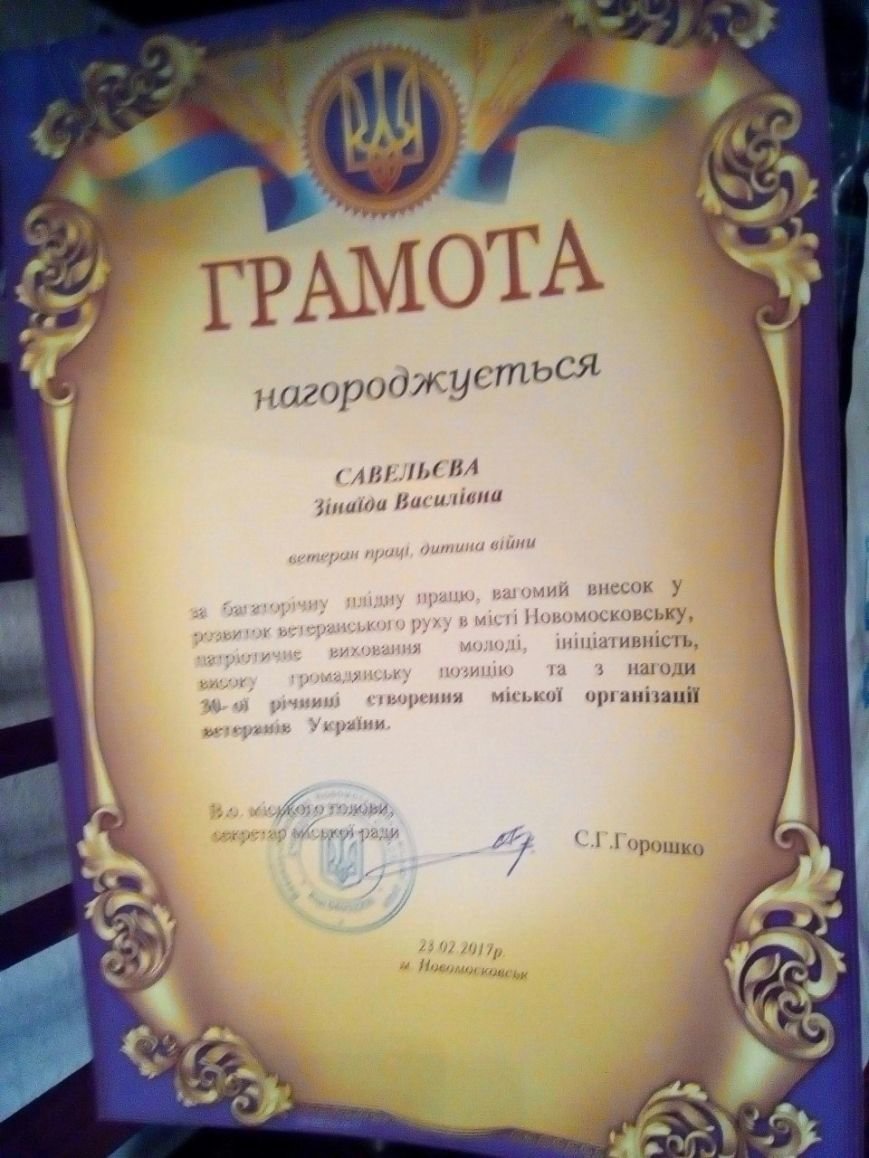 ГРАМОТА
нагороджується
САВЕЛЬЄВА
Зінаїда Василівна
ветеран праці, дитина війни
за багаторічну плідну працю, вагомий внесок у
розвиток ветеранського руху в місті Новомосковську,
патріотичне виховання молоді, ініціативність,
високу громадянську позицію та з нагоди
30-ої річниці створення міської організації
ветеранів України.
В.о. міського голови,
секретар міської ради
С.Г.Горошко
23.02.2017р.
м. Новомосковськ